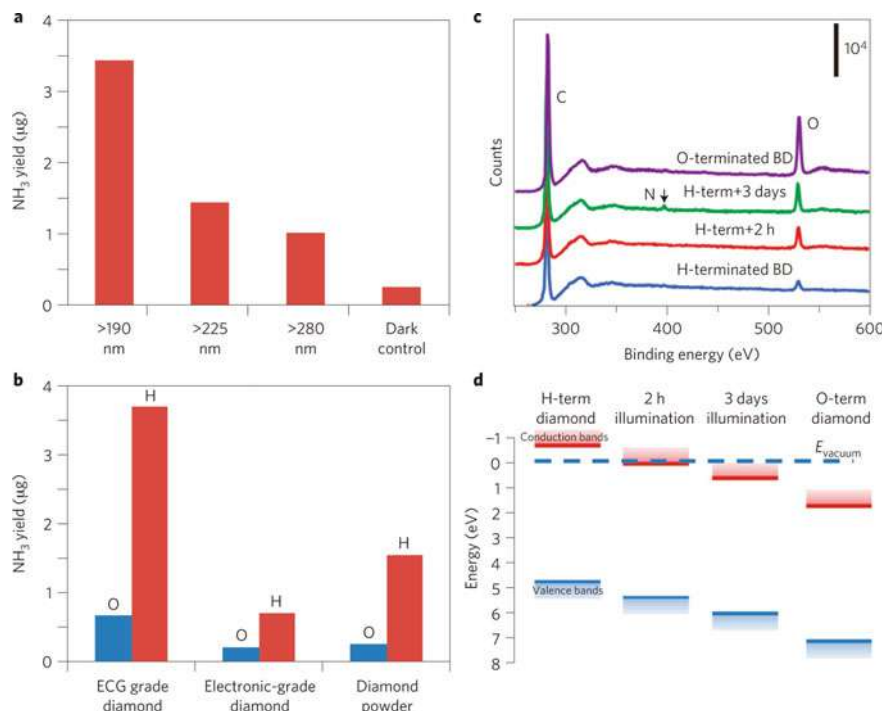 a
NH₃ yield (µg)
4
3
2
1
0
>190 nm
>225 nm
>280 nm
Dark control
b
NH₃ yield (µg)
4
3
2
1
0
O
H
O
H
O
H
ECG grade diamond
Electronic-grade diamond
Diamond powder
c
Counts
10⁴
C
O
O-terminated BD
N
H-term+3 days
H-term+2 h
H-terminated BD
300
400
500
600
Binding energy (eV)
d
H-term diamond
2 h illumination
3 days illumination
O-term diamond
Energy (eV)
−1
0
1
2
3
4
5
6
7
8
Conduction bands
E vacuum
Valence bands